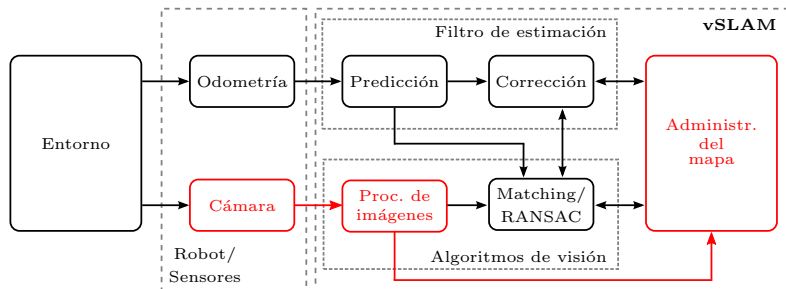 vSLAM
Filtro de estimación
Entorno
Odometría
Predicción
Corrección
Administr.
del
mapa
Cámara
Proc. de
imágenes
Matching/
RANSAC
Robot/
Sensores
Algoritmos de visión